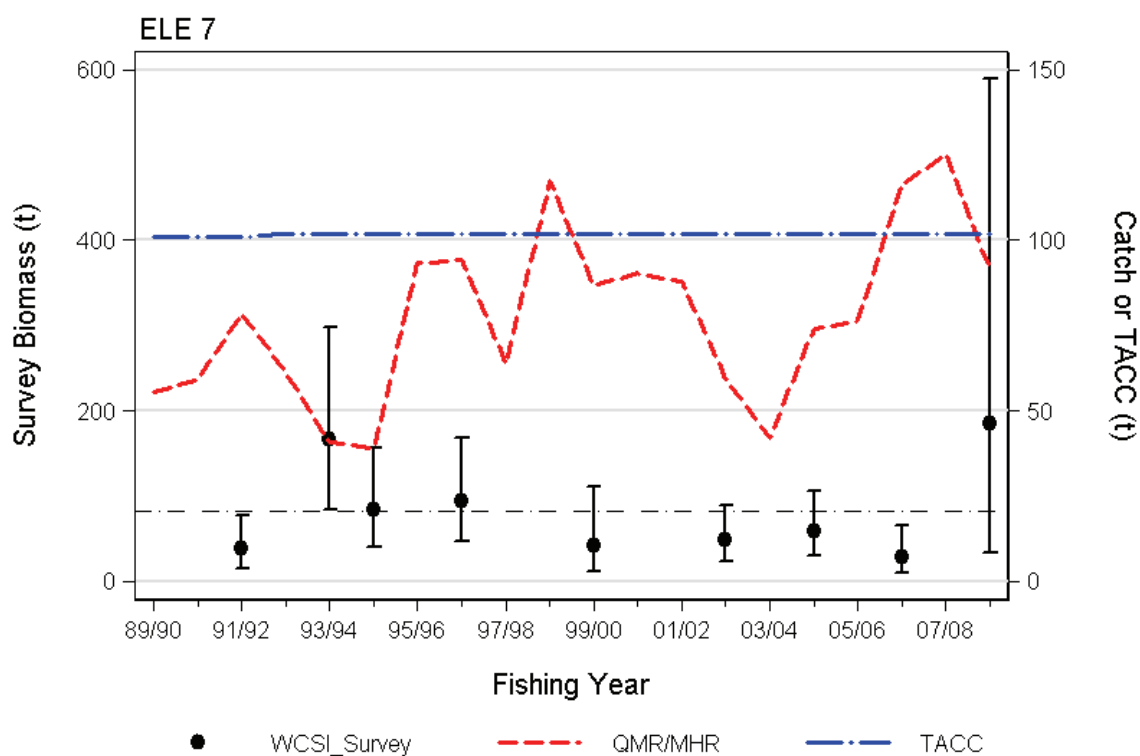 ELE 7
600
400
200
0
Survey Biomass (t)
150
100
50
0
Catch or TACC (t)
89/90 91/92 93/94 95/96 97/98 99/00 01/02 03/04 05/06 07/08
Fishing Year
WCSI_Survey QMR/MHR TACC